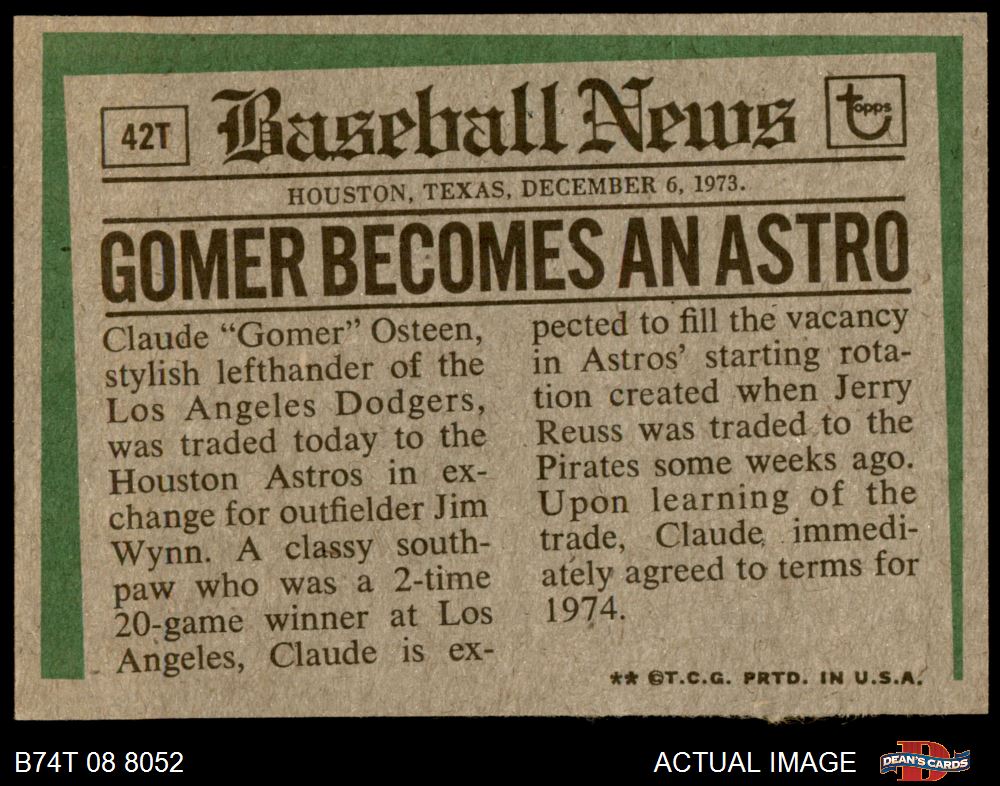 42T
Baseball News
topps
HOUSTON, TEXAS, DECEMBER 6, 1973.
GOMER BECOMES AN ASTRO
Claude "Gomer" Osteen,
stylish lefthander of the
Los Angeles Dodgers,
was traded today to the
Houston Astros in ex-
change for outfielder Jim
Wynn. A classy south-
paw who was a 2-time
20-game winner at Los
Angeles, Claude is ex-
pected to fill the vacancy
in Astros' starting rota-
tion created when Jerry
Reuss was traded to the
Pirates some weeks ago.
Upon learning of the
trade, Claude immedi-
ately agreed to terms for
1974.
** ©T.C.G. PRTD. IN U.S.A.
B74T 08 8052
ACTUAL IMAGE
D
DEAN'S CARDS